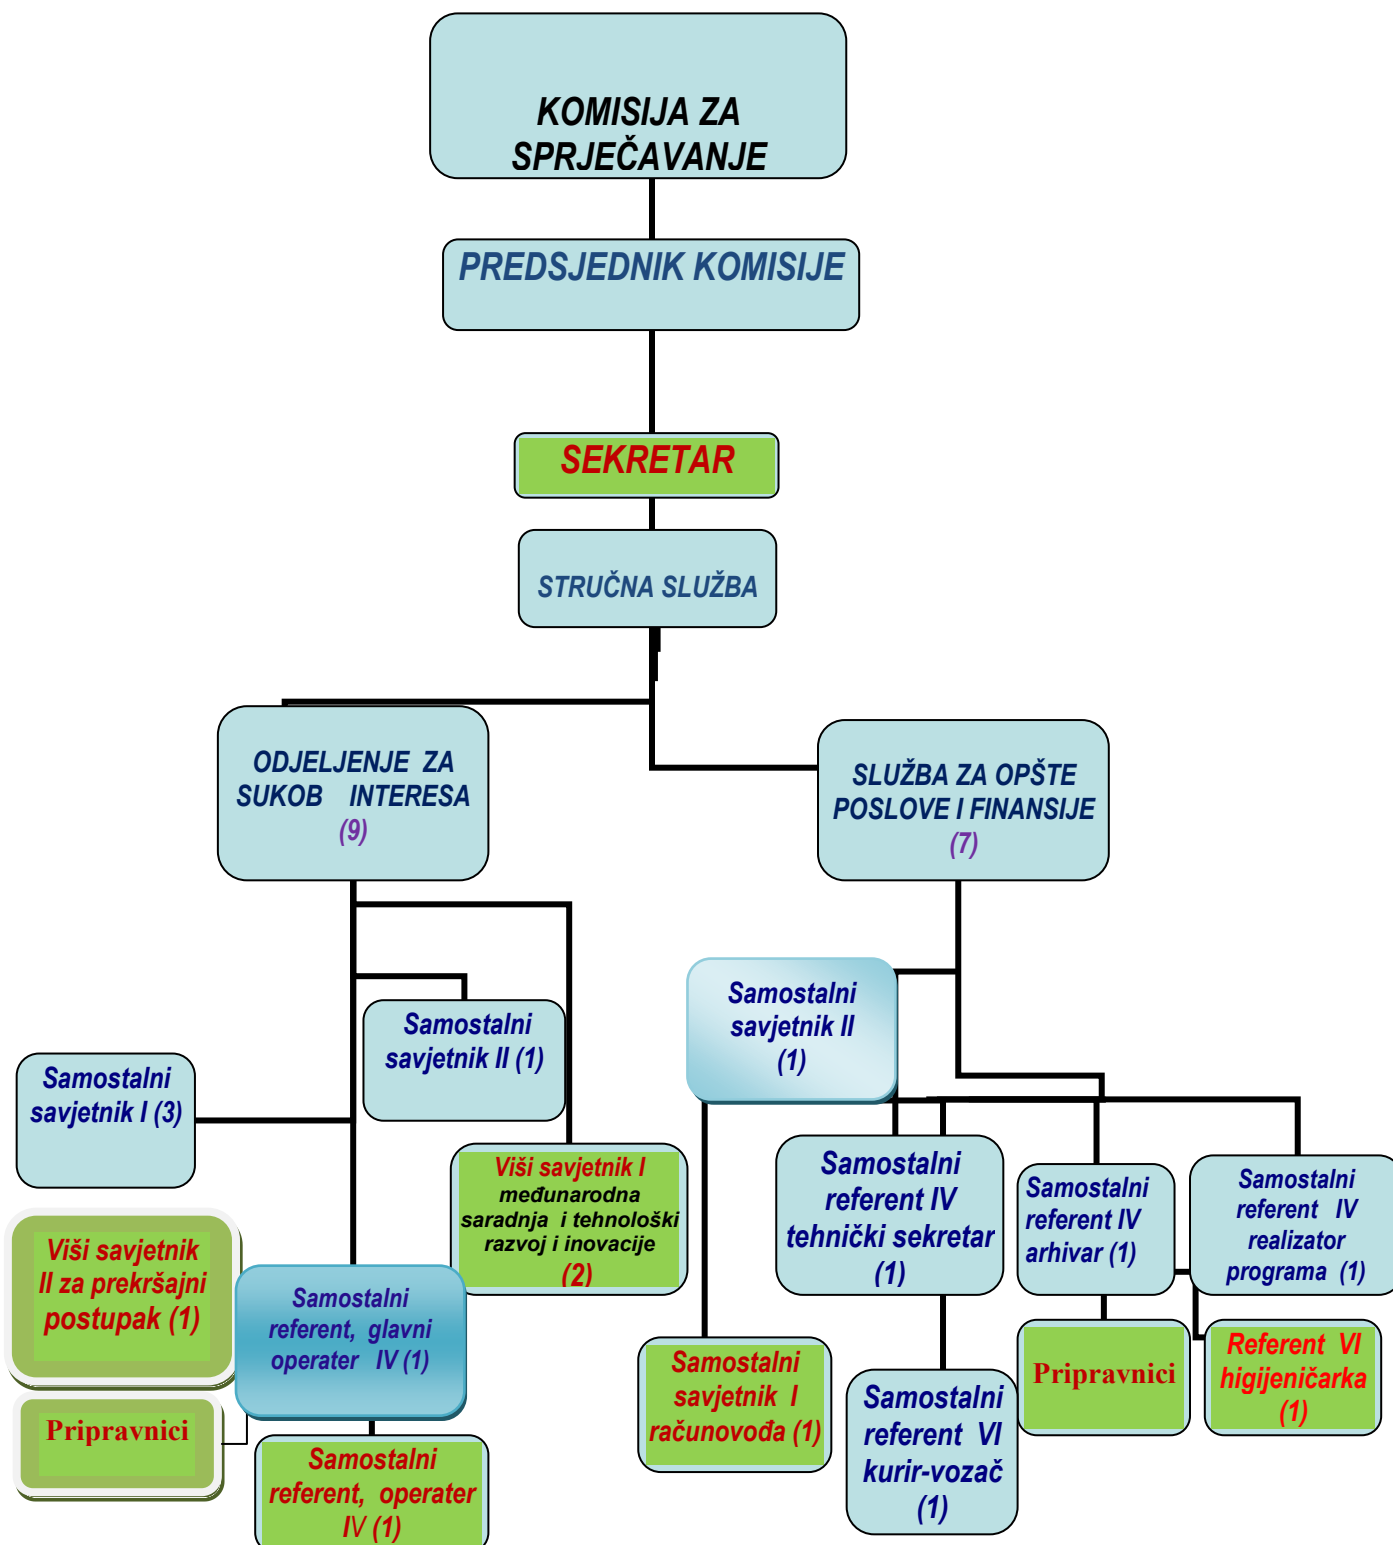 KOMISIJA ZA
SPRJEČAVANJE
PREDSJEDNIK KOMISIJE
SEKRETAR
STRUČNA SLUŽBA
ODJELJENJE ZA
SUKOB INTERESA
(9)
SLUŽBA ZA OPŠTE
POSLOVE I FINANSIJE
(7)
Samostalni
savjetnik I (3)
Samostalni
savjetnik II (1)
Viši savjetnik I
međunarodna
saradnja i tehnološki
razvoj i inovacije
(2)
Viši savjetnik
II za prekršajni
postupak (1)
Samostalni
referent, glavni
operater IV (1)
Pripravnici
Samostalni
referent, operater
IV (1)
Samostalni
savjetnik II
(1)
Samostalni
referent IV
tehnički sekretar
(1)
Samostalni
referent IV
arhivar (1)
Samostalni
referent IV
realizator
programa (1)
Samostalni
savjetnik I
računovođa (1)
Samostalni
referent VI
kurir-vozač
(1)
Pripravnici
Referent VI
higijeničarka
(1)